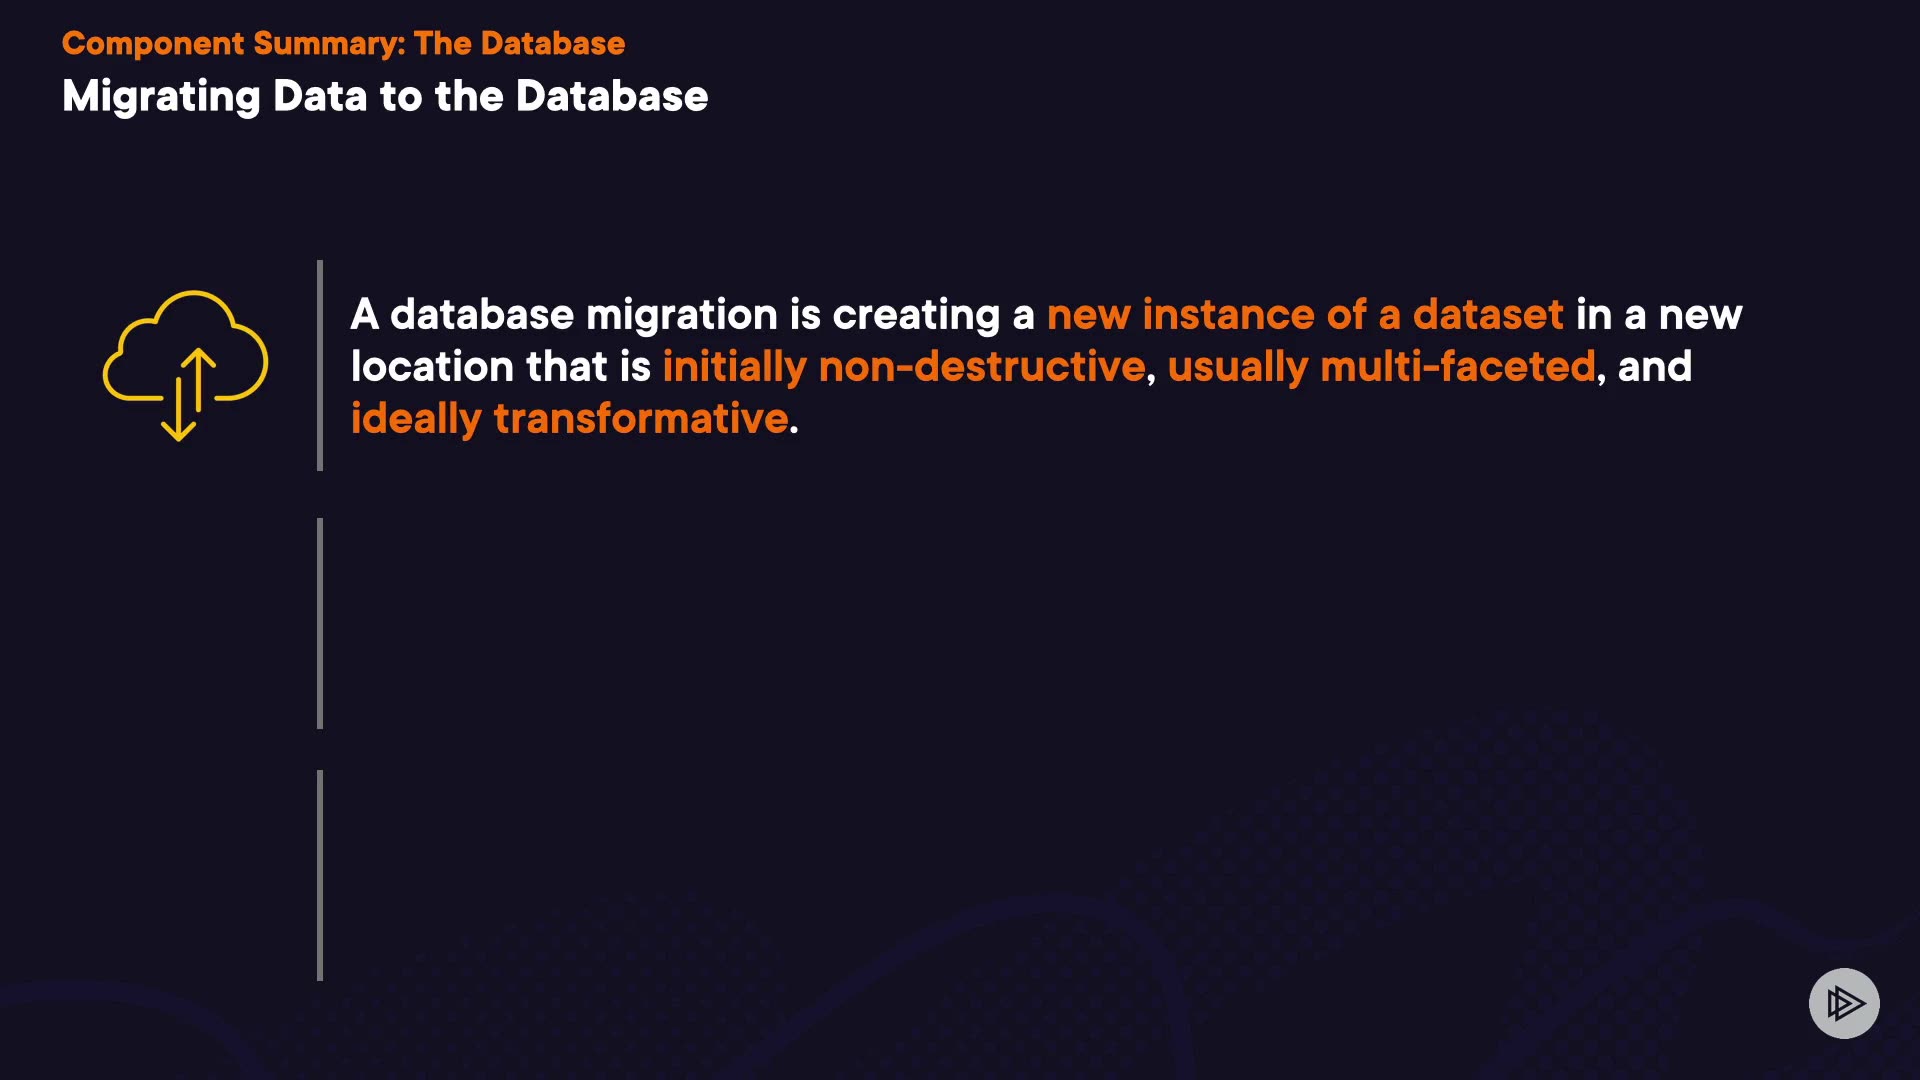 Component Summary: The Database
Migrating Data to the Database
A database migration is creating a new instance of a dataset in a new
location that is initially non-destructive, usually multi-faceted, and
ideally transformative.